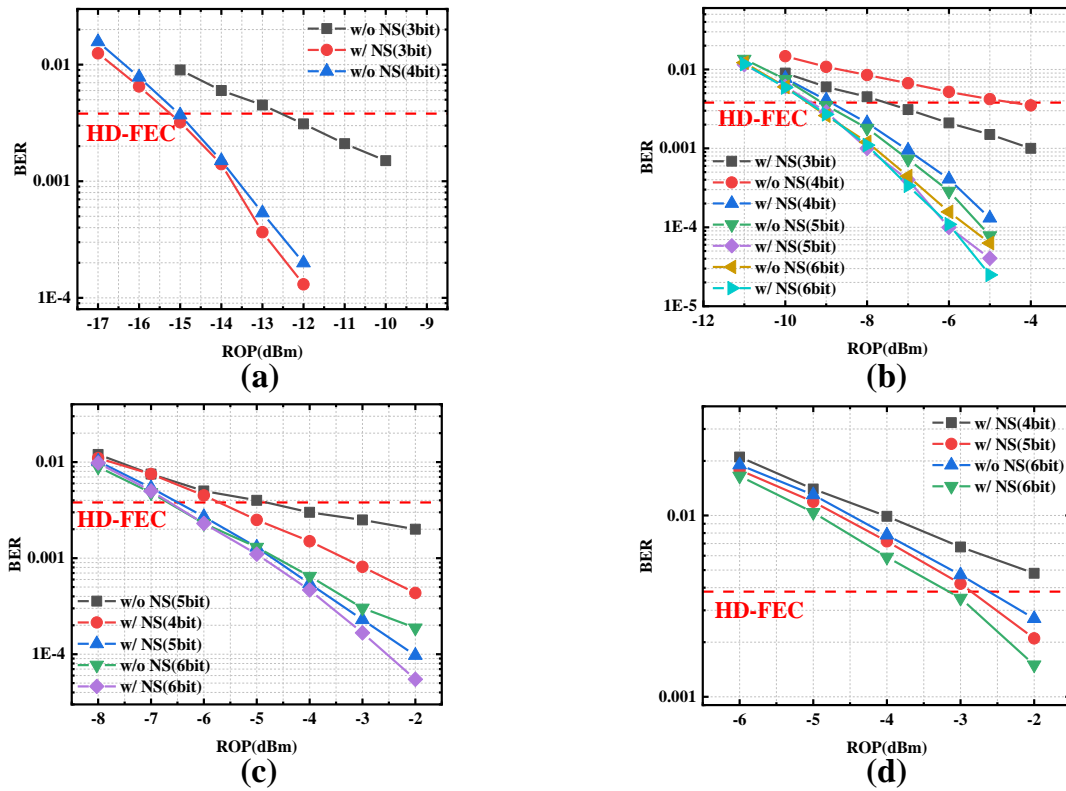 w/o NS(3bit)
w/ NS(3bit)
w/o NS(4bit)
0.01
0.001
1E-4
BER
HD-FEC
-17 -16 -15 -14 -13 -12 -11 -10 -9
ROP(dBm)
(a)
0.01
0.001
1E-4
1E-5
BER
HD-FEC
w/ NS(3bit)
w/o NS(4bit)
w/ NS(4bit)
w/o NS(5bit)
w/ NS(5bit)
w/o NS(6bit)
w/ NS(6bit)
-12 -10 -8 -6 -4
ROP(dBm)
(b)
0.01
0.001
1E-4
BER
HD-FEC
w/o NS(5bit)
w/ NS(4bit)
w/ NS(5bit)
w/o NS(6bit)
w/ NS(6bit)
-8 -7 -6 -5 -4 -3 -2
ROP(dBm)
(c)
w/ NS(4bit)
w/ NS(5bit)
w/o NS(6bit)
w/ NS(6bit)
0.01
0.001
BER
HD-FEC
-6 -5 -4 -3 -2
ROP(dBm)
(d)